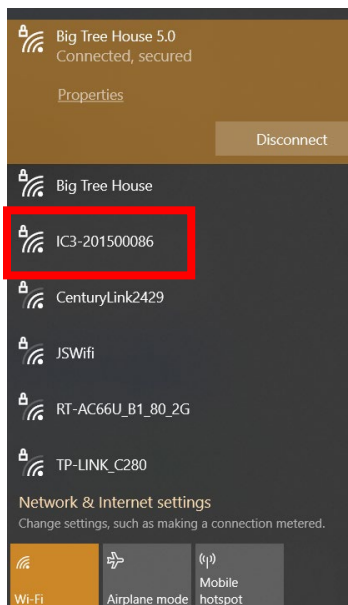 Big Tree House 5.0
Connected, secured
Properties
Disconnect
Big Tree House
IC3-201500086
CenturyLink2429
JSWifi
RT-AC66U_B1_80_2G
TP-LINK_C280
Network & Internet settings
Change settings, such as making a connection metered.
Wi-Fi
Airplane mode
Mobile
hotspot